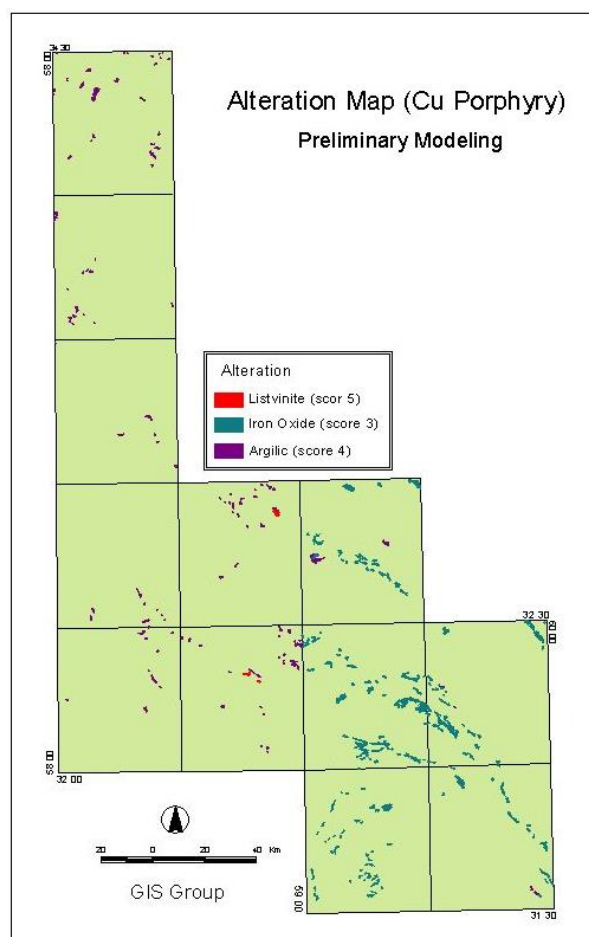 34 30
58 00
Alteration Map (Cu Porphyry)
Preliminary Modeling
Alteration
Listvinite (scor 5)
Iron Oxide (score 3)
Argilic (score 4)
32 30
60 00
58 00
32 00
20 0 20 40 Km
GIS Group
59 00
31 30